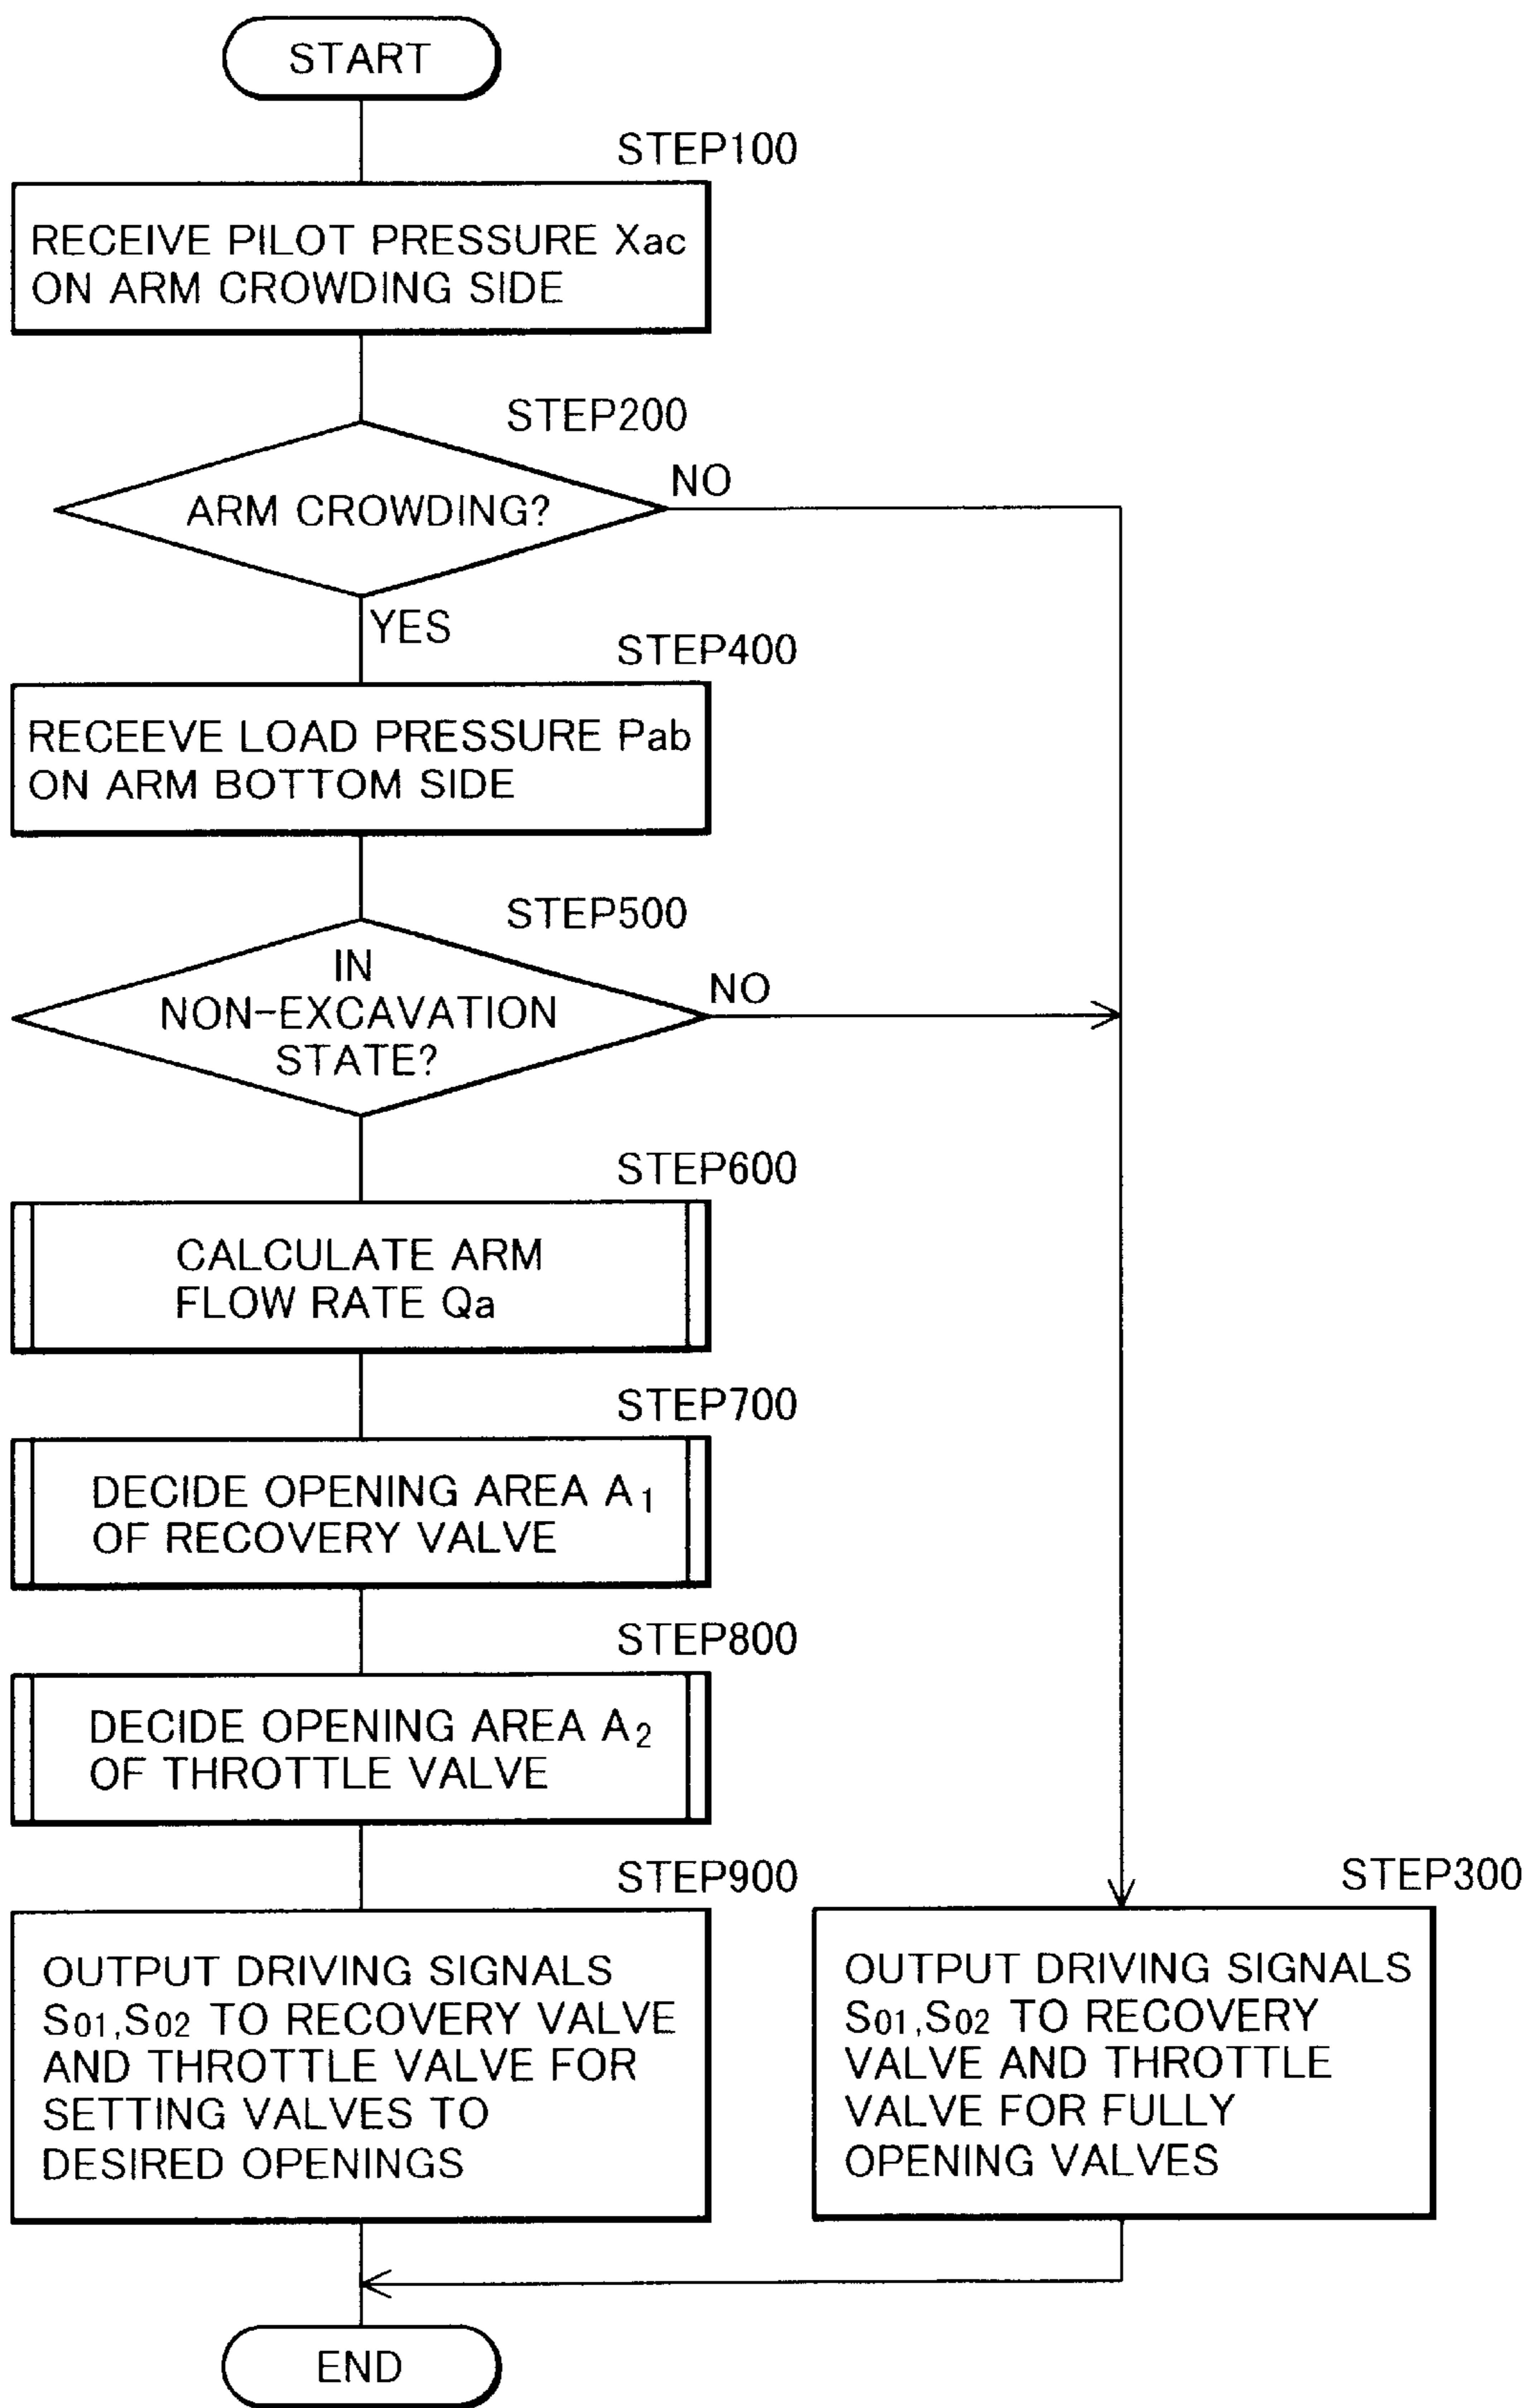 START
STEP100
RECEIVE PILOT PRESSURE Xac
ON ARM CROWDING SIDE
STEP200
ARM CROWDING?
NO
YES
STEP400
RECEEVE LOAD PRESSURE Pab
ON ARM BOTTOM SIDE
STEP500
IN
NON-EXCAVATION
STATE?
NO
STEP600
CALCULATE ARM
FLOW RATE Qa
STEP700
DECIDE OPENING AREA A1
OF RECOVERY VALVE
STEP800
DECIDE OPENING AREA A2
OF THROTTLE VALVE
STEP900
OUTPUT DRIVING SIGNALS
S01,S02 TO RECOVERY VALVE
AND THROTTLE VALVE FOR
SETTING VALVES TO
DESIRED OPENINGS
STEP300
OUTPUT DRIVING SIGNALS
S01,S02 TO RECOVERY
VALVE AND THROTTLE
VALVE FOR FULLY
OPENING VALVES
END